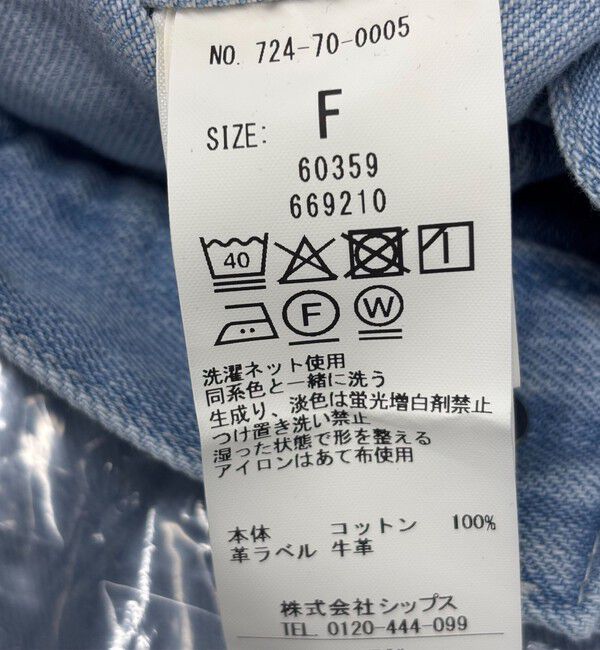 NO. 724-70-0005
SIZE: F
60359
669210
40
F W
洗濯ネット使用
同系色と一緒に洗う
生成り、淡色は蛍光増白剤禁止
つけ置き洗い禁止
湿った状態で形を整える
アイロンはあて布使用
本体 コットン 100%
革ラベル 牛革
株式会社シップス
TEL. 0120-444-099